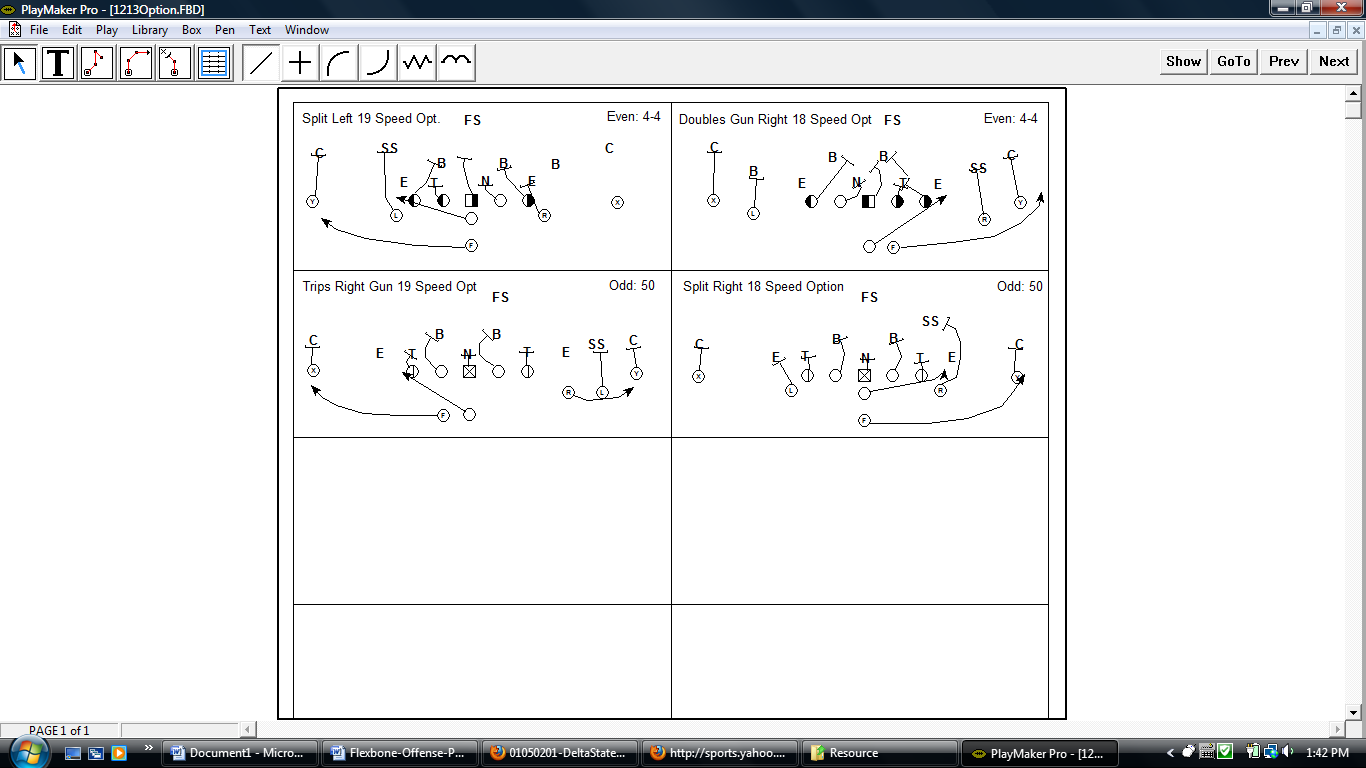 PlayMaker Pro - [1213Option.FBD]
File Edit Play Library Box Pen Text Window
T Show GoTo Prev Next
Split Left 19 Speed Opt. FS Even: 4-4
C SS B B B C
E T N E
Y L R X
F
Doubles Gun Right 18 Speed Opt FS Even: 4-4
C B B B SS C
E N T E
X L R Y
F
Trips Right Gun 19 Speed Opt FS Odd: 50
C E T B N B T E SS C
X R L Y
F
Split Right 18 Speed Option FS Odd: 50
SS
C E T B N B T E C
X L R Y
F
PAGE 1 of 1
Document1 - Micro... Flexbone-Offense-P... 01050201-DeltaState... http://sports.yahoo.... Resource PlayMaker Pro - [12... 1:42 PM